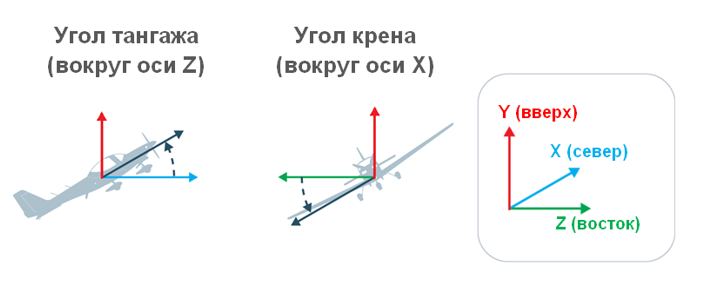 Угол тангажа
(вокруг оси Z)
Угол крена
(вокруг оси X)
Y (вверх)
X (север)
Z (восток)